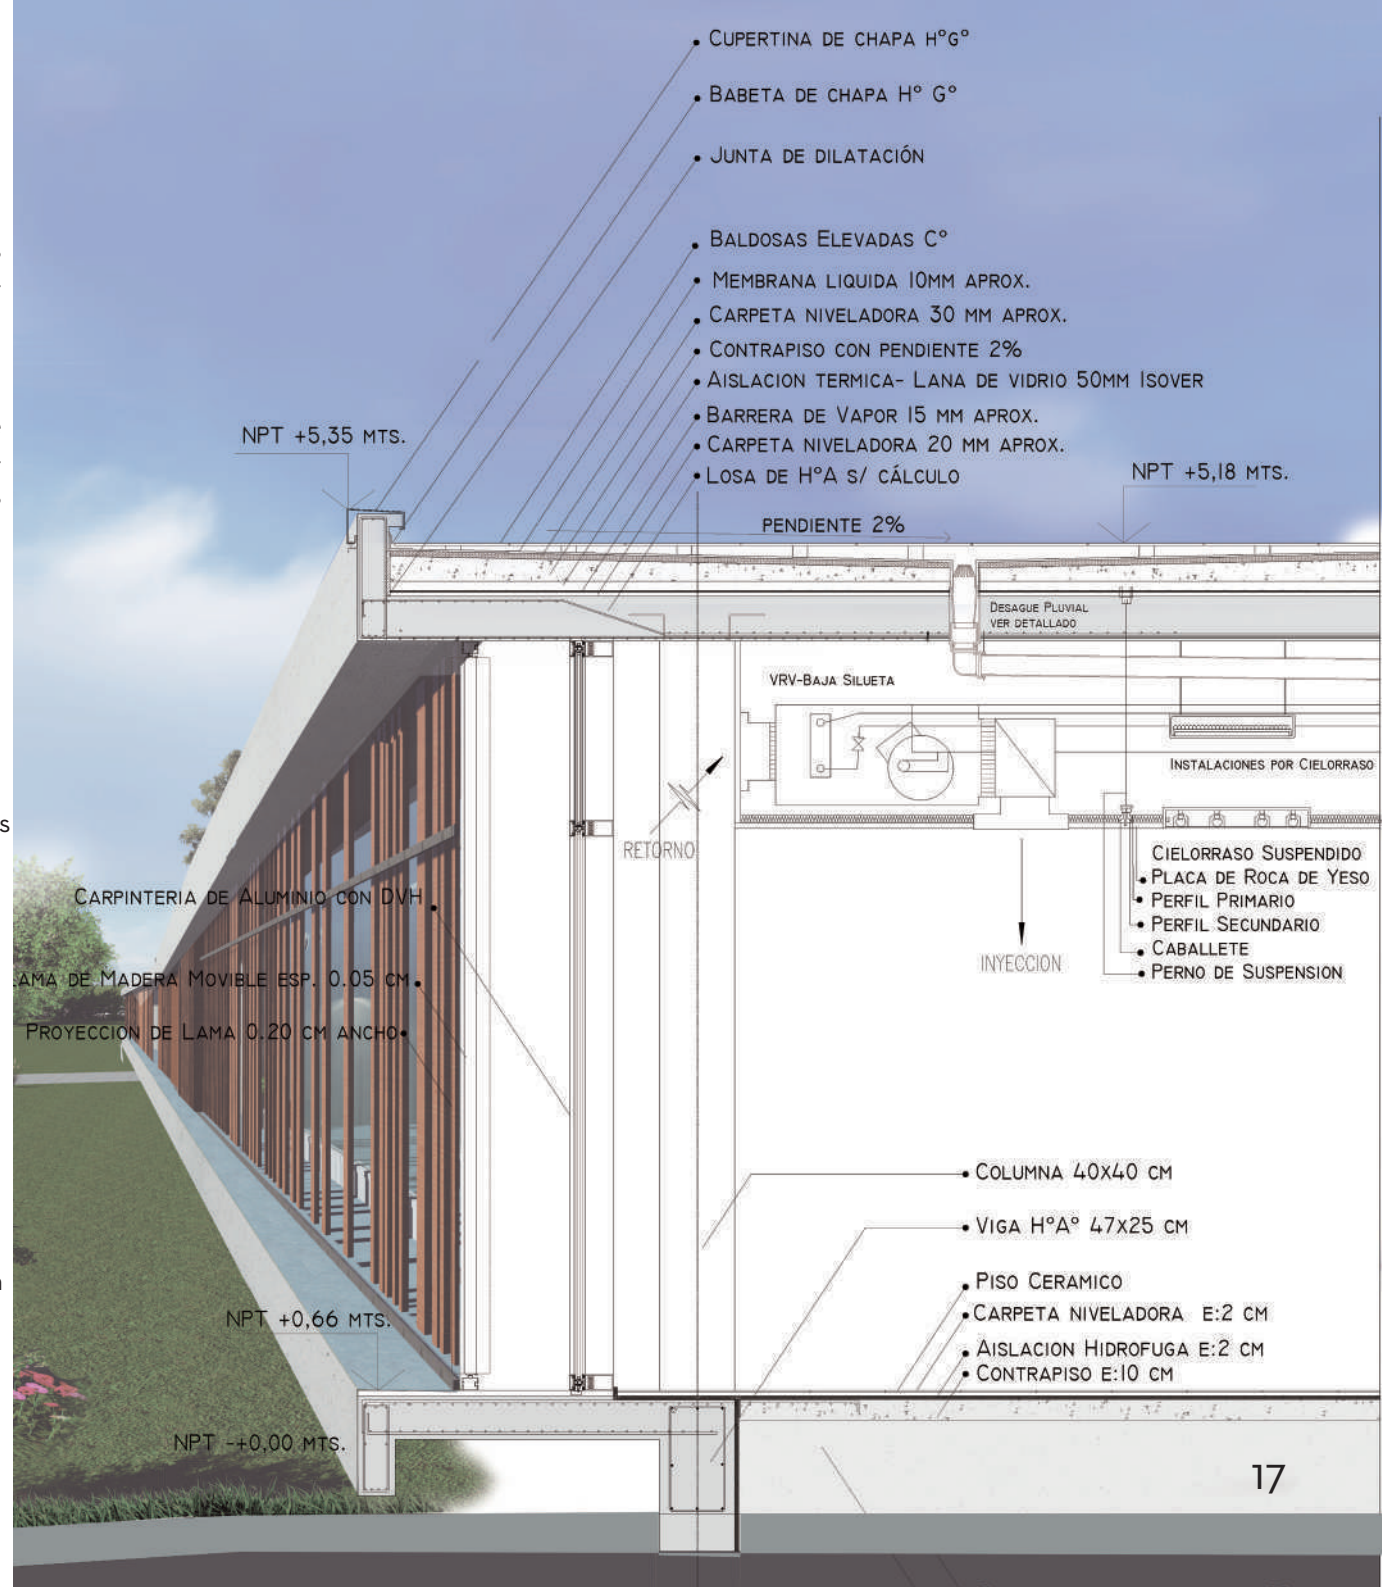 CUPERTINA DE CHAPA H°G°
BABETA DE CHAPA H° G°
JUNTA DE DILATACIÓN
BALDOSAS ELEVADAS C°
MEMBRANA LIQUIDA 10MM APROX.
CARPETA NIVELADORA 30 MM APROX.
CONTRAPISO CON PENDIENTE 2%
AISLACION TERMICA- LANA DE VIDRIO 50MM ISOVER
BARRERA DE VAPOR 15 MM APROX.
CARPETA NIVELADORA 20 MM APROX.
LOSA DE H°A S/ CÁLCULO
NPT +5,35 MTS.
NPT +5,18 MTS.
PENDIENTE 2%
DESAGUE PLUVIAL
VER DETALLADO
VRV-BAJA SILUETA
INSTALACIONES POR CIELORRASO
RETORNO
INYECCION
CIELORRASO SUSPENDIDO
PLACA DE ROCA DE YESO
PERFIL PRIMARIO
PERFIL SECUNDARIO
CABALLETE
PERNO DE SUSPENSION
CARPINTERIA DE ALUMINIO CON DVH
DE MADERA MOVIBLE ESP. 0.05 CM
PROYECCION DE LAMA 0.20 CM ANCHO
COLUMNA 40X40 CM
VIGA H°A° 47X25 CM
PISO CERAMICO
CARPETA NIVELADORA E:2 CM
AISLACION HIDROFUGA E:2 CM
CONTRAPISO E:10 CM
NPT +0,66 MTS.
NPT -+0,00 MTS.
17